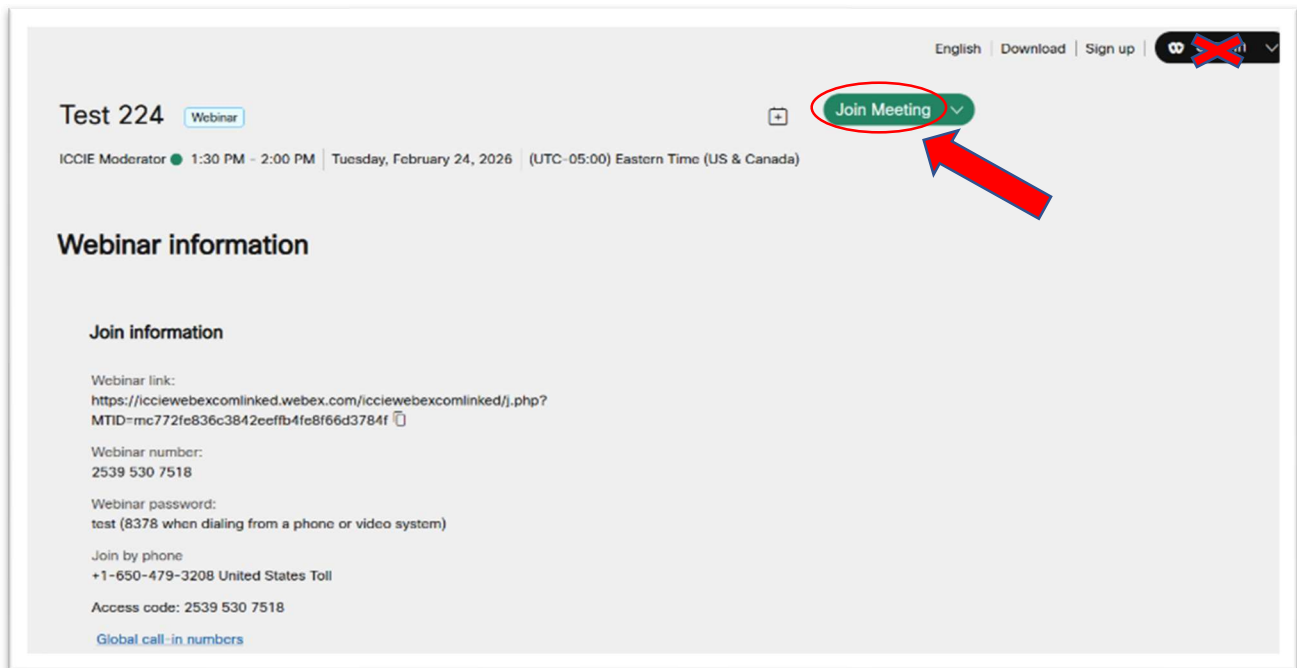 English | Download | Sign up |
Test 224 Webinar
Join Meeting
ICCIE Moderator 1:30 PM - 2:00 PM | Tuesday, February 24, 2026 | (UTC-05:00) Eastern Time (US & Canada)
Webinar information
Join information
Webinar link:
https://icciewebexcomlinked.webex.com/icciewebexcomlinked/j.php?
MTID=mc772fe836c3842eeffb4fe8f66d3784f
Webinar number:
2539 530 7518
Webinar password:
test (8378 when dialing from a phone or video system)
Join by phone
+1-650-479-3208 United States Toll
Access code: 2539 530 7518
Global call-in numbers